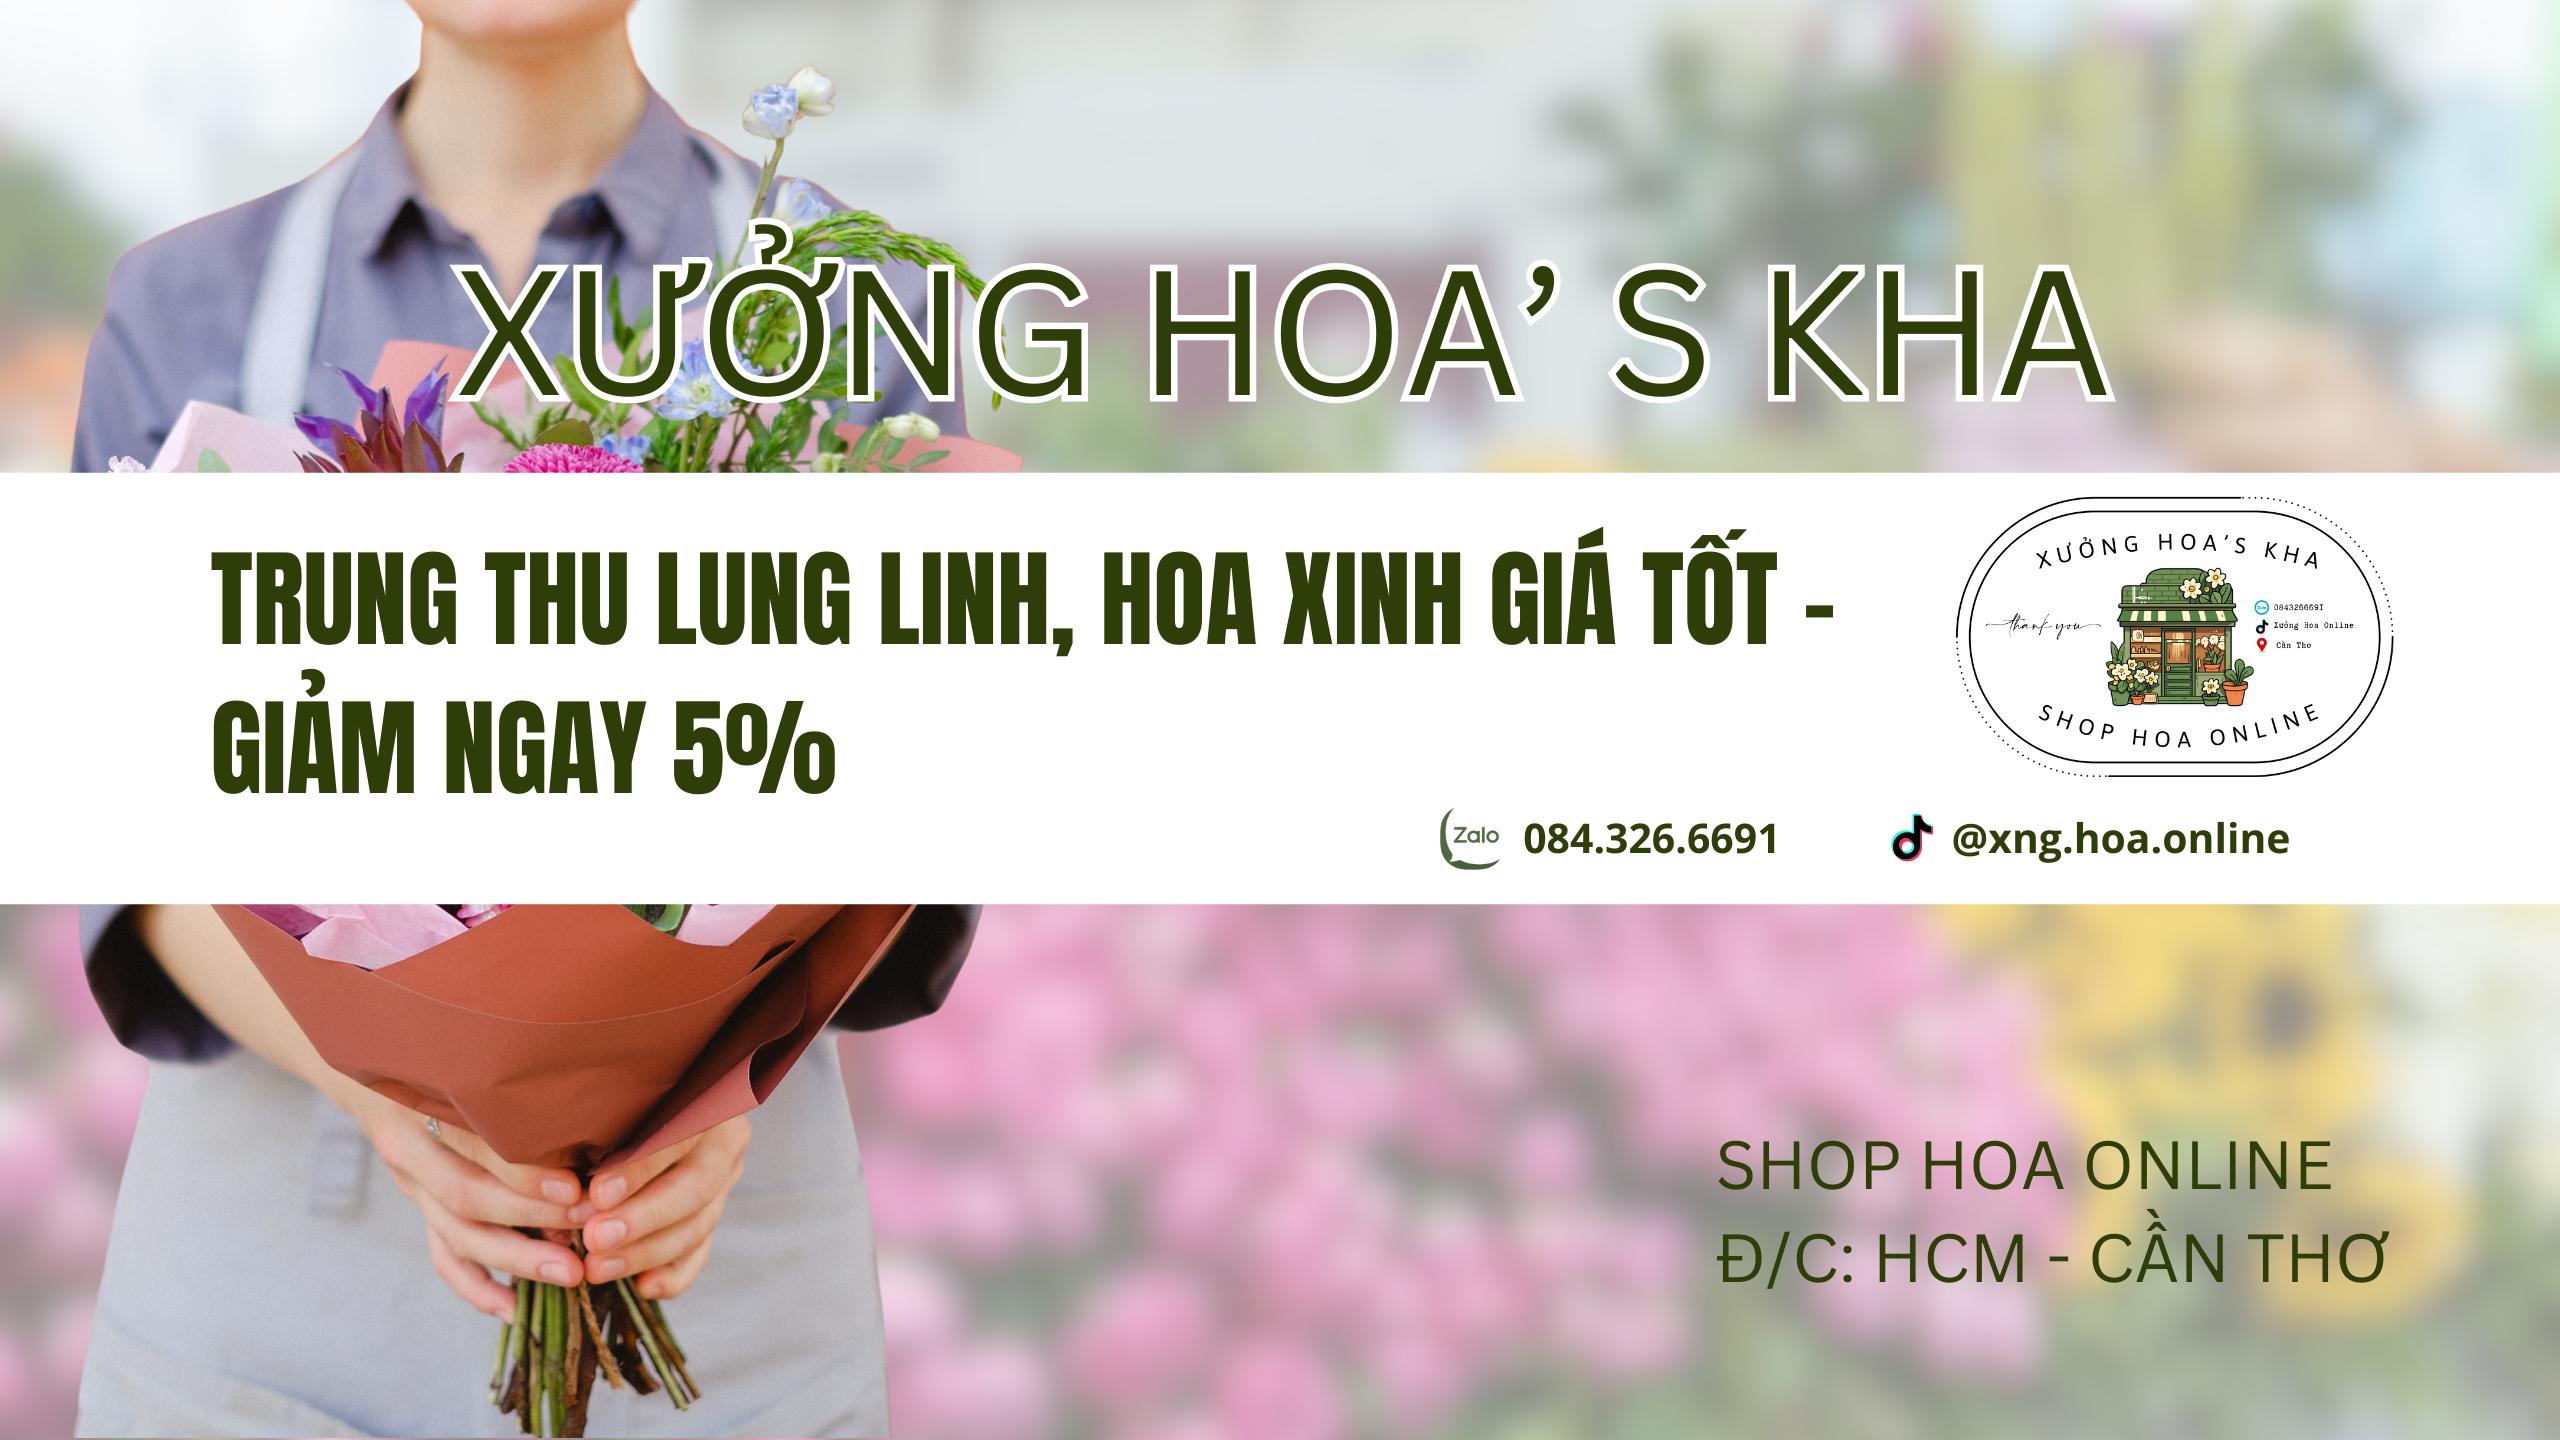 XƯỞNG HOA’ S KHA
TRUNG THU LUNG LINH, HOA XINH GIÁ TỐT -
GIẢM NGAY 5%
XƯỞNG HOA’S KHA
thank you
Zalo 0843266691
Xưởng Hoa Online
Cần Thơ
SHOP HOA ONLINE
Zalo 084.326.6691
@xng.hoa.online
SHOP HOA ONLINE
Đ/C: HCM - CẦN THƠ